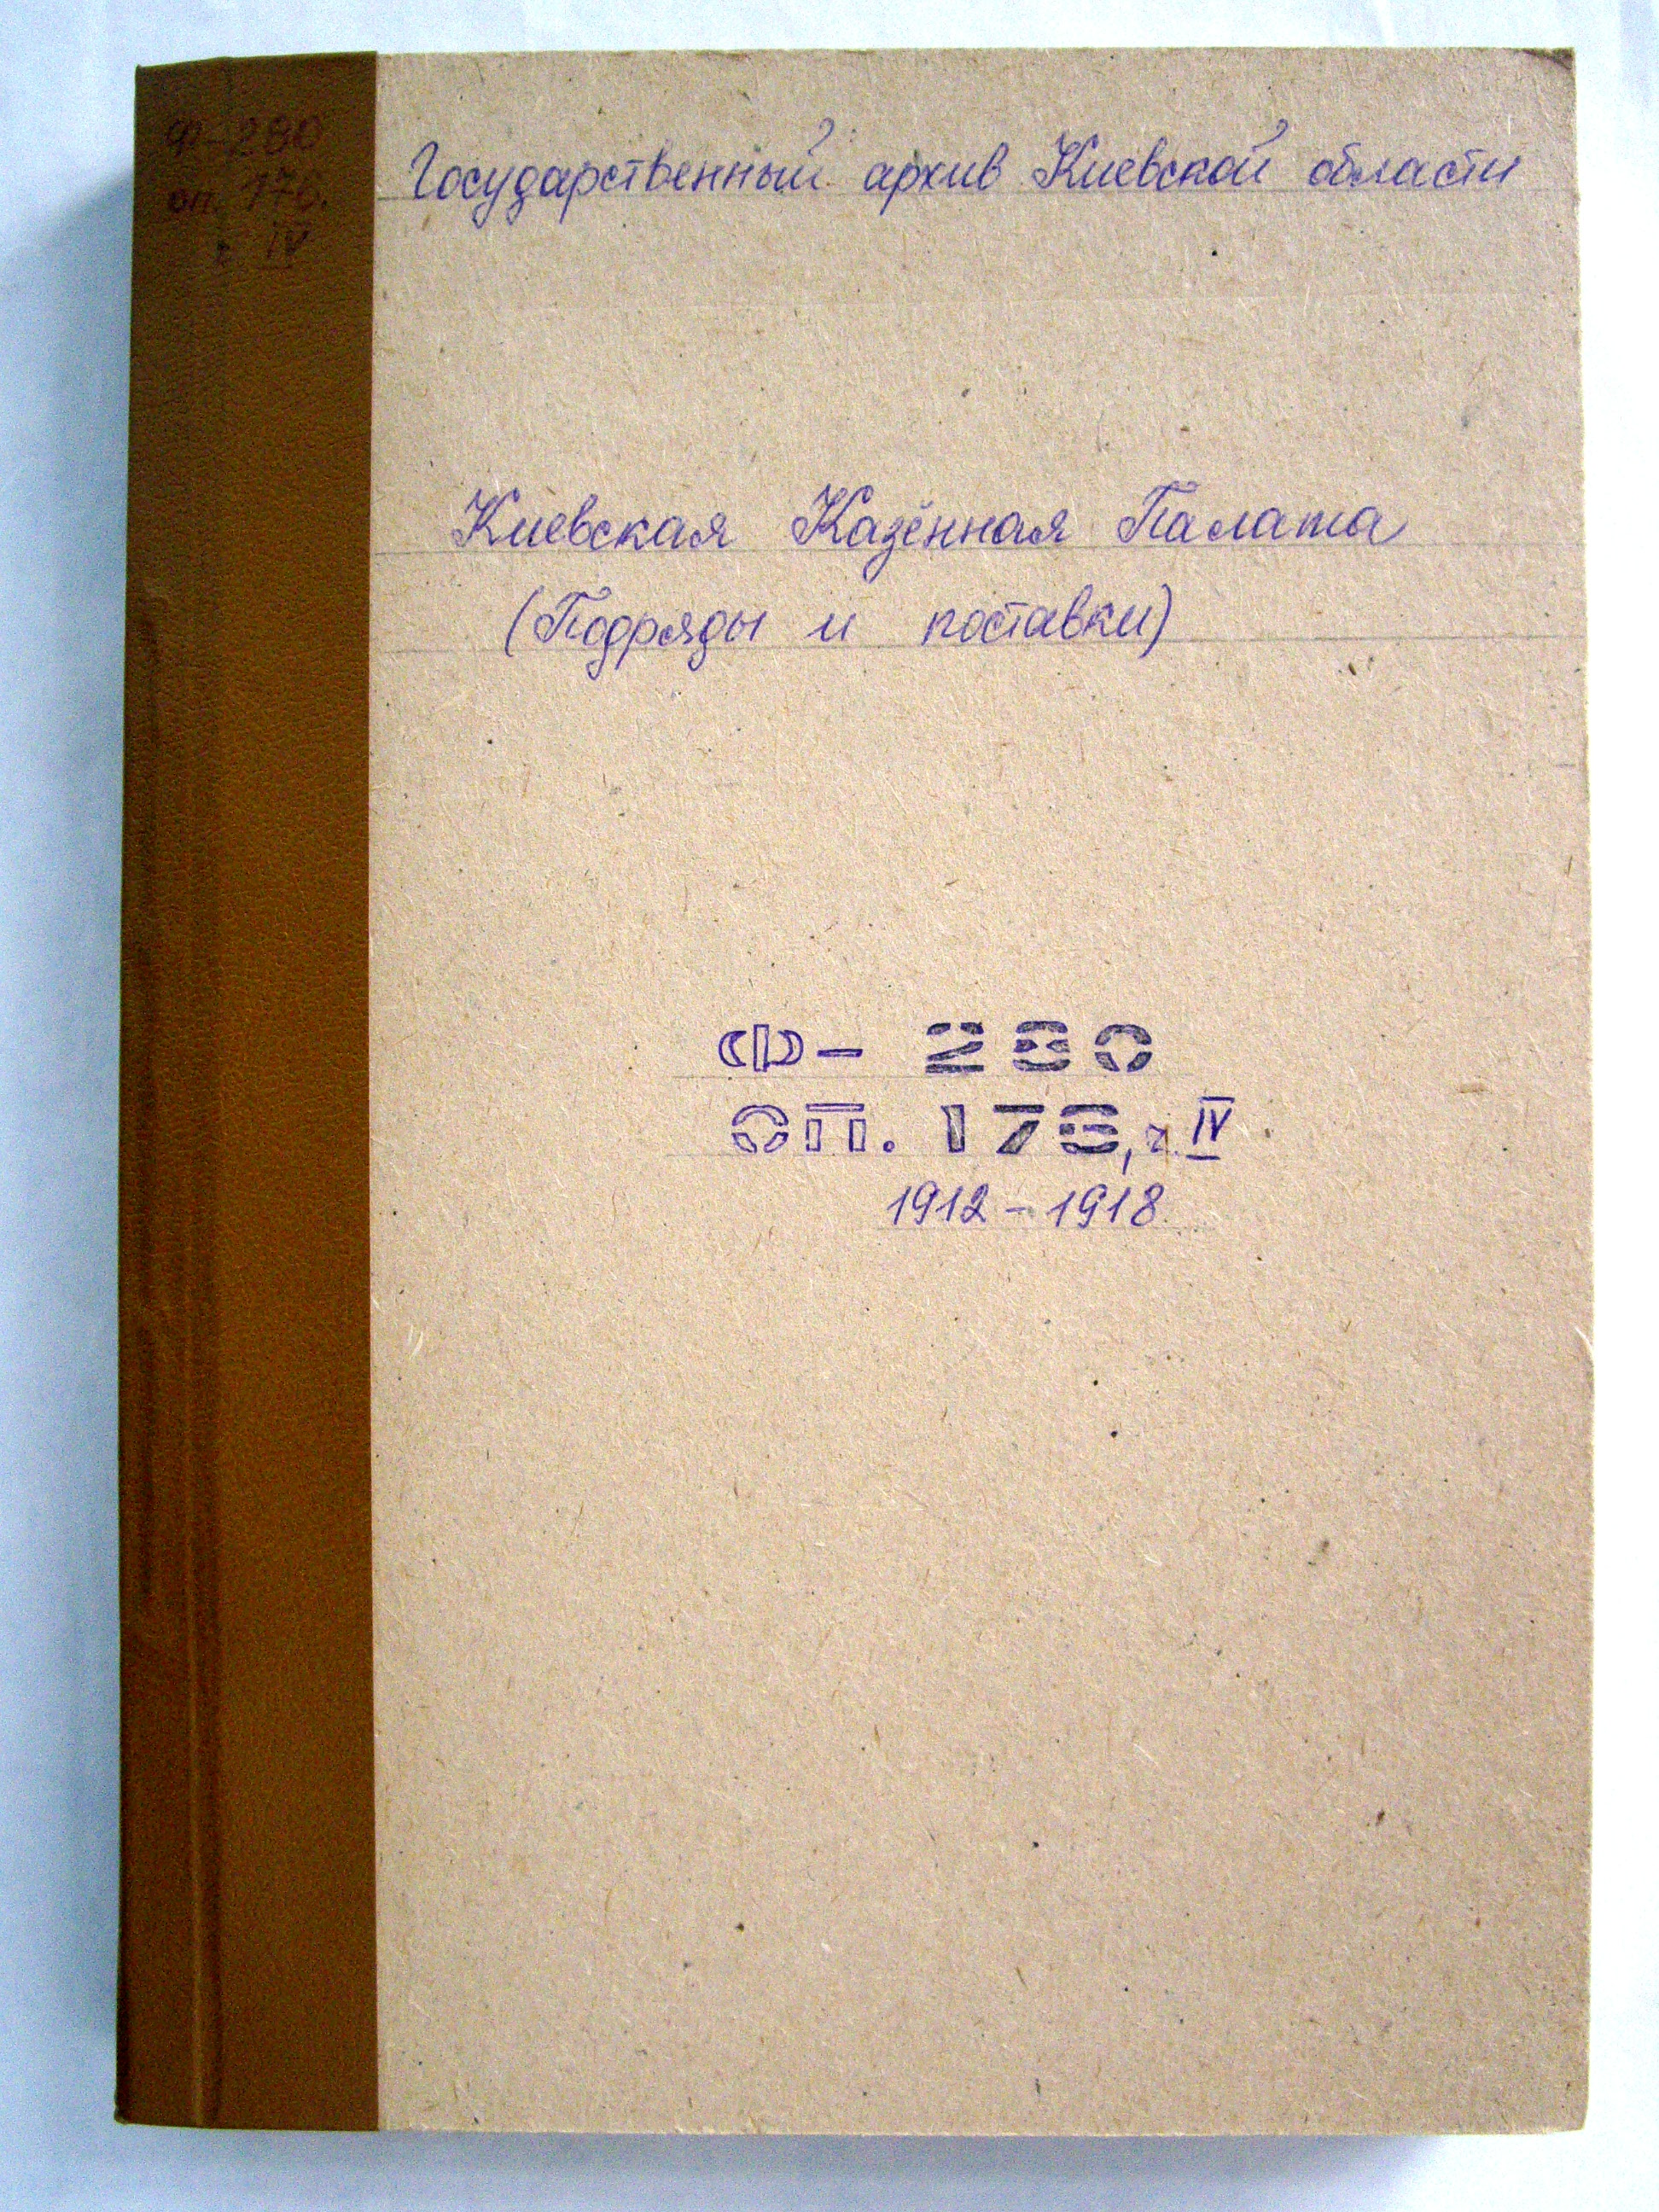 Ф-280
оп. 176.
ч. IV
Государственный архив Киевской области
Киевская Казённая Палата
(Подряды и поставки)
Ф- 280
ОП. 176, ч. IV
1912-1918